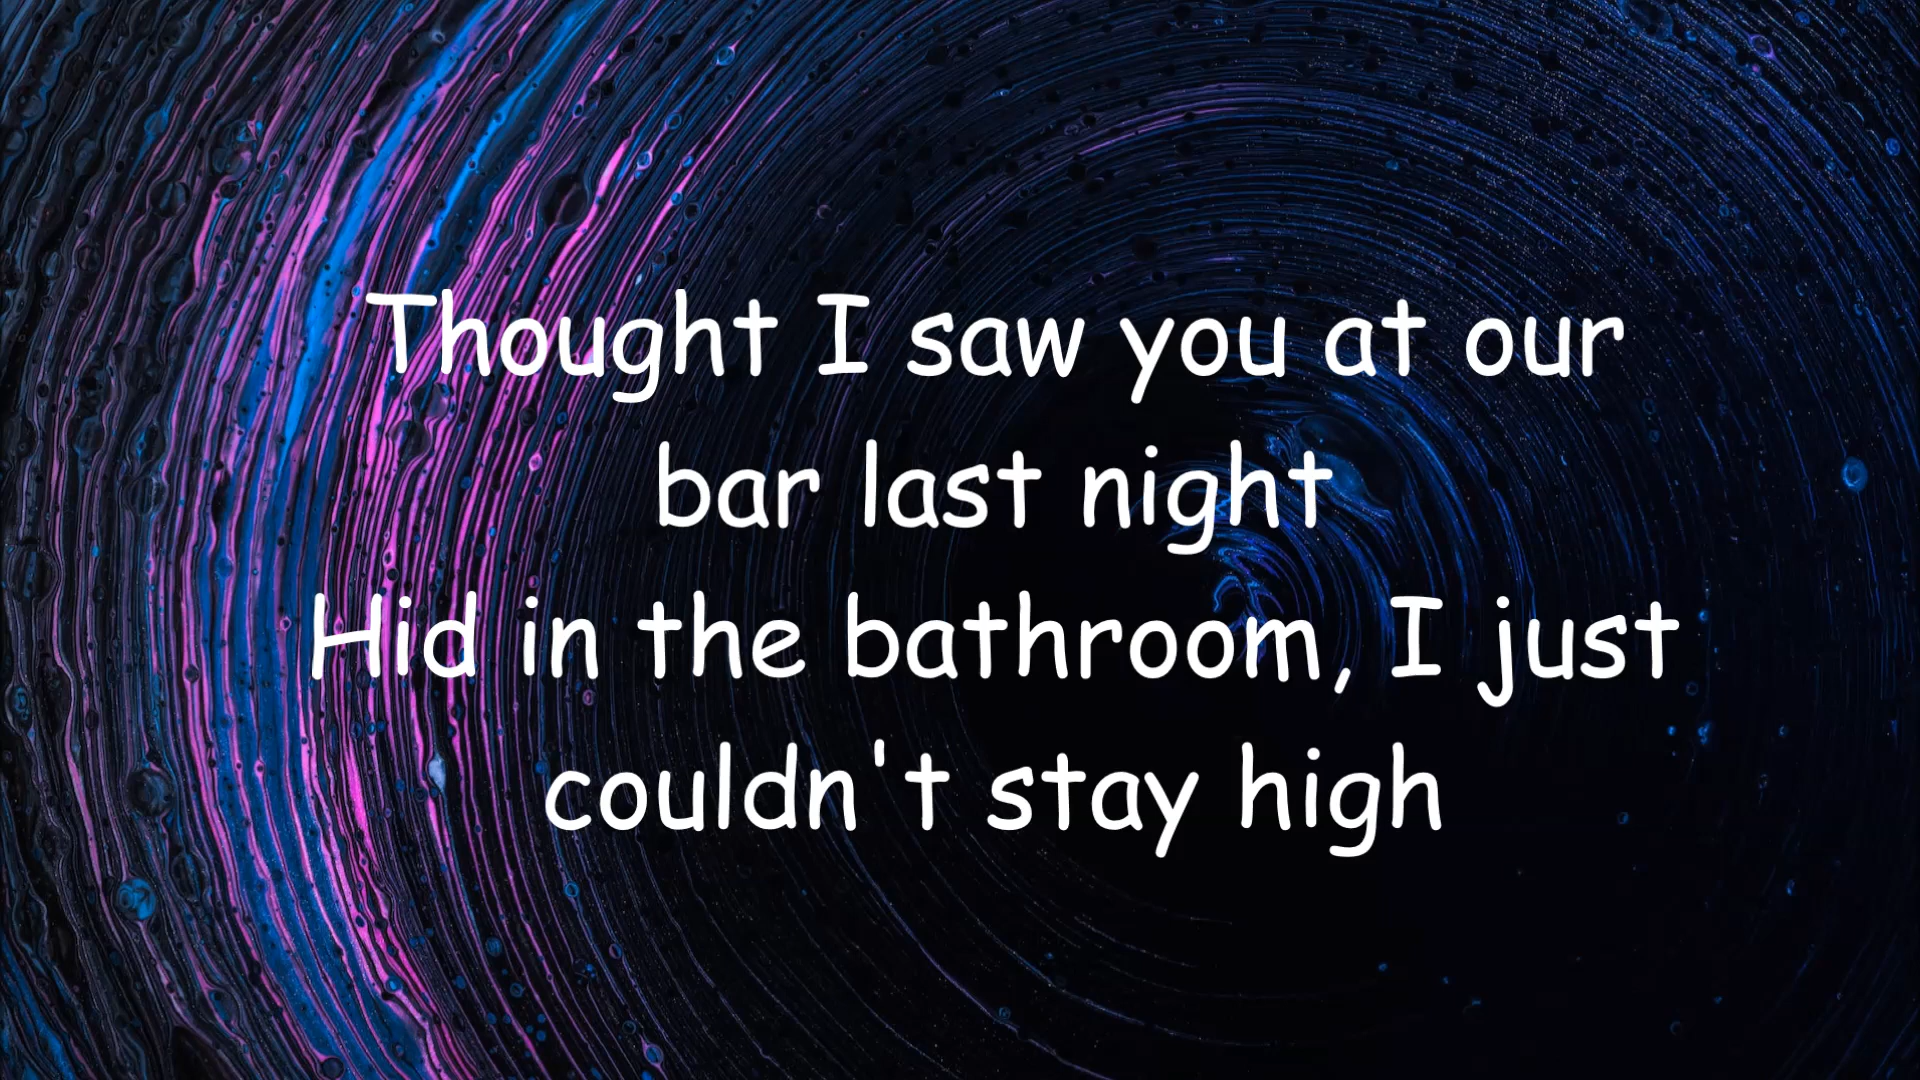 Thought I saw you at our
bar last night
Hid in the bathroom, I just
couldn't stay high